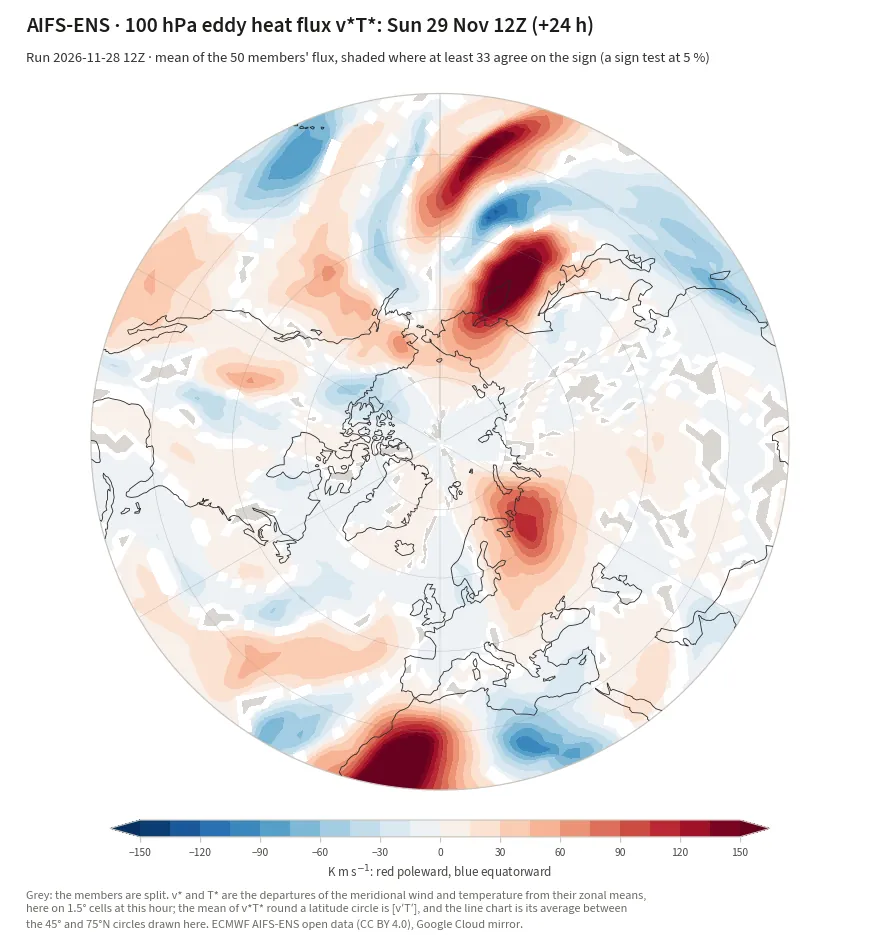 AIFS-ENS · 100 hPa eddy heat flux v*T*: Sun 29 Nov 12Z (+24 h)
Run 2026-11-28 12Z · mean of the 50 members' flux, shaded where at least 33 agree on the sign (a sign test at 5 %)
−150 −120 −90 −60 −30 0 30 60 90 120 150
K m s⁻¹: red poleward, blue equatorward
Grey: the members are split. v* and T* are the departures of the meridional wind and temperature from their zonal means,
here on 1.5° cells at this hour; the mean of v*T* round a latitude circle is [v′T′], and the line chart is its average between
the 45° and 75°N circles drawn here. ECMWF AIFS-ENS open data (CC BY 4.0), Google Cloud mirror.